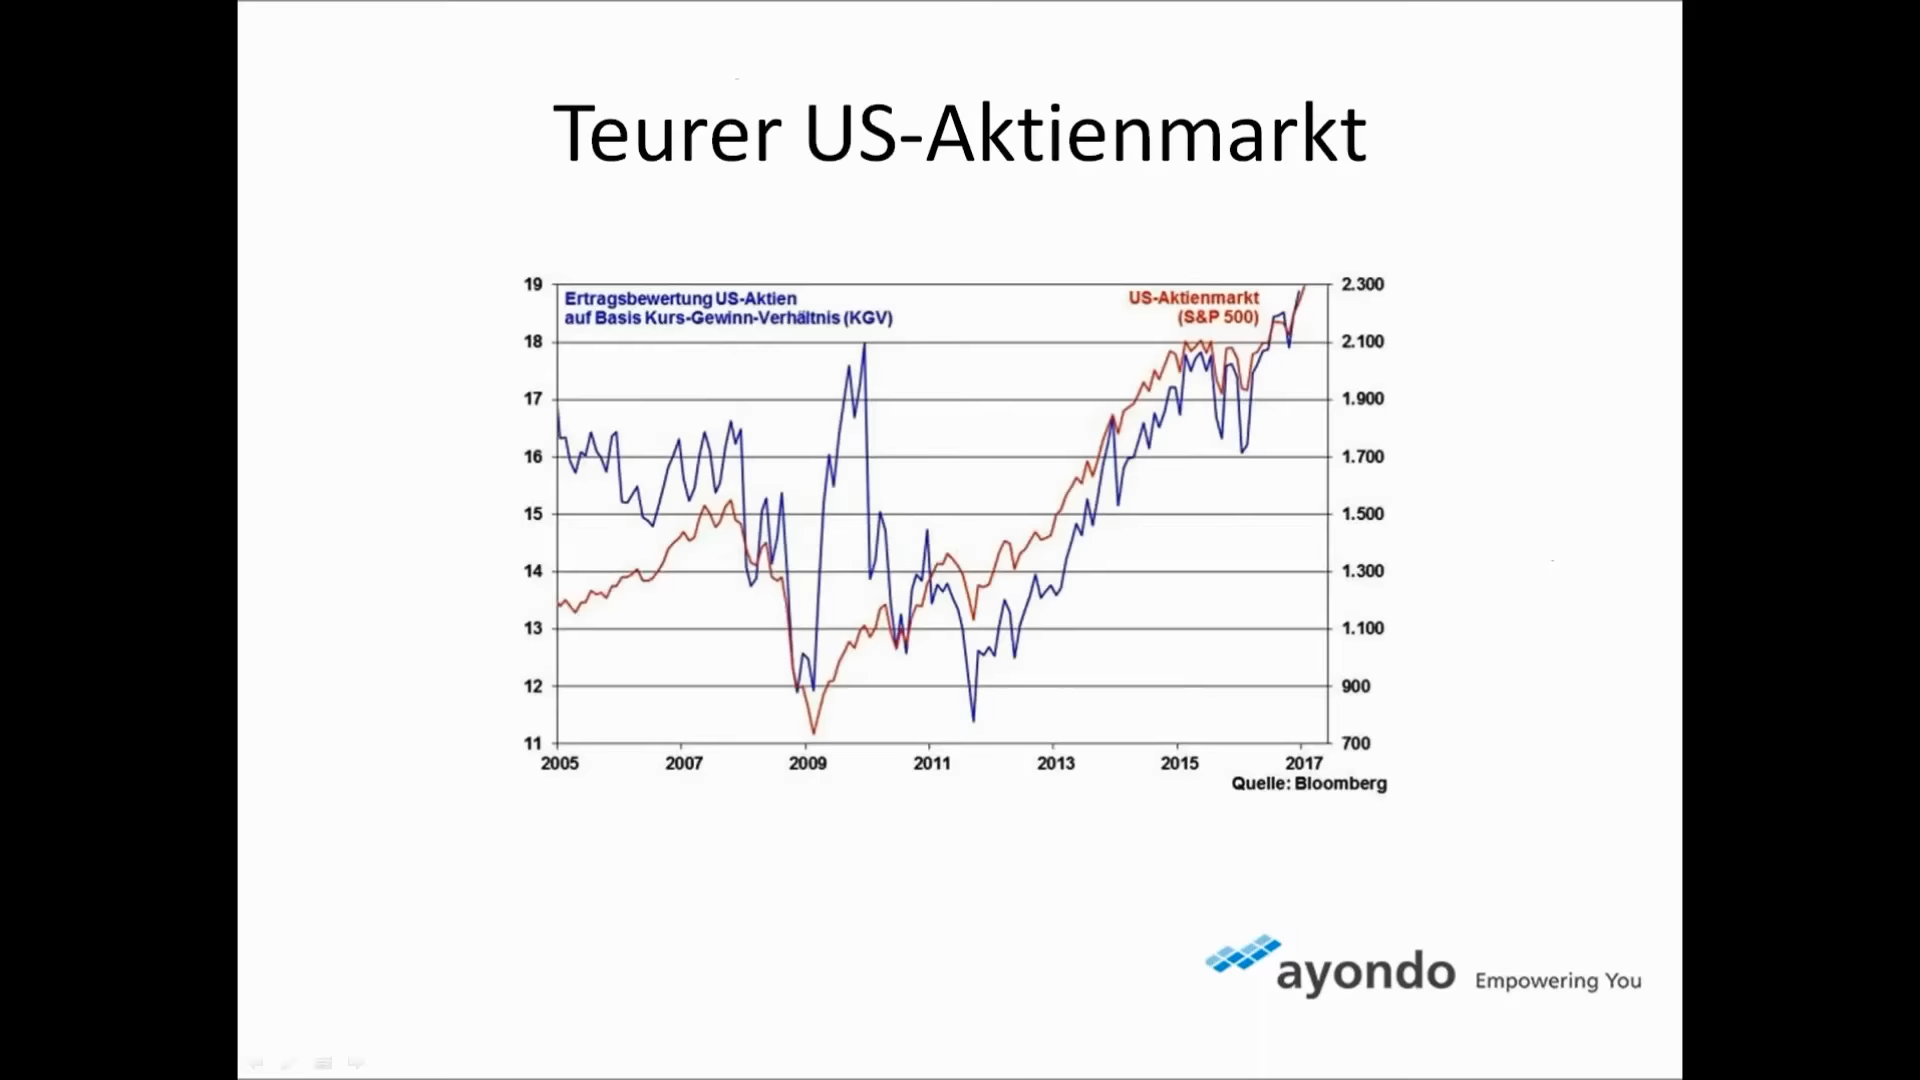 Teurer US-Aktienmarkt
19
2.300
Ertragsbewertung US-Aktien
auf Basis Kurs-Gewinn-Verhältnis (KGV)
US-Aktienmarkt
(S&P 500)
18
2.100
17
1.900
16
1.700
15
1.500
14
1.300
13
1.100
12
900
11
700
2005 2007 2009 2011 2013 2015 2017
Quelle: Bloomberg
ayondo Empowering You